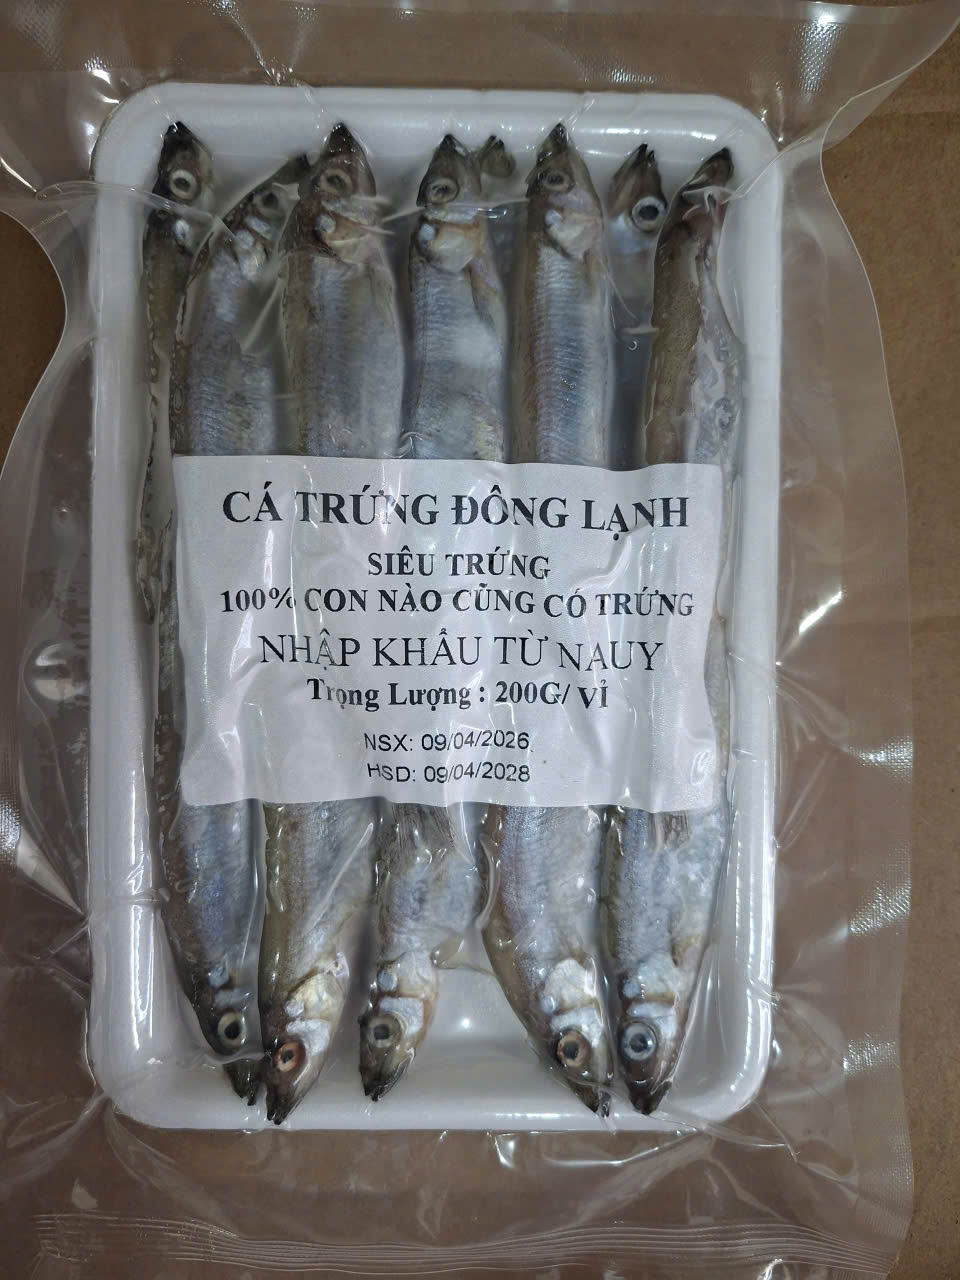 CÁ TRỨNG ĐÔNG LẠNH
SIÊU TRỨNG
100% CON NÀO CŨNG CÓ TRỨNG
NHẬP KHẨU TỪ NAUY
Trọng Lượng : 200G/ VỈ
NSX: 09/04/2026
HSD: 09/04/2028